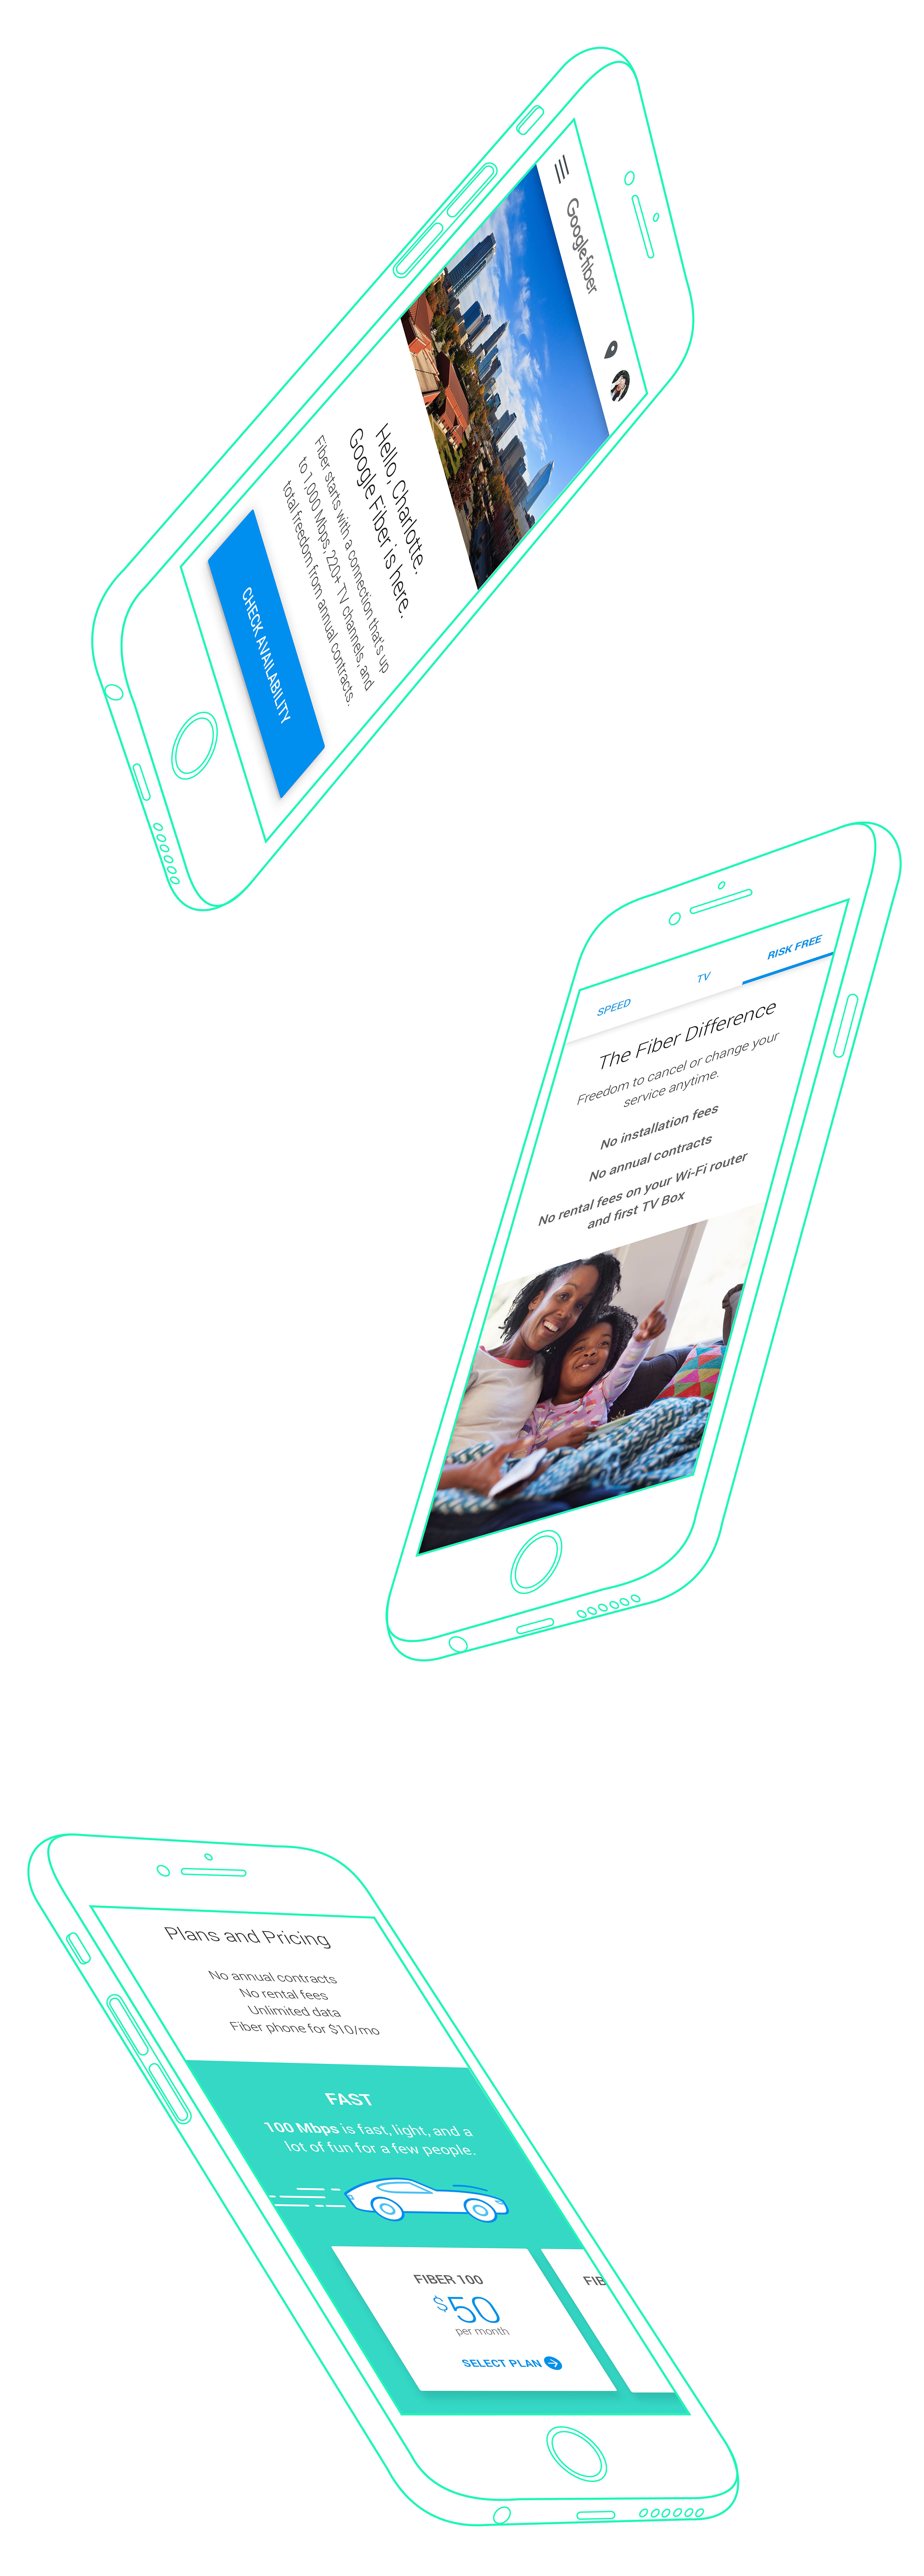 Googlefiber
Hello, Charlotte.
Google Fiber is here.
Fiber starts with a connection that's up
to 1,000 Mbps, 220+ TV channels, and
total freedom from annual contracts.
CHECK AVAILABILITY
SPEED TV RISK FREE
The Fiber Difference
Freedom to cancel or change your
service anytime.
No installation fees
No annual contracts
No rental fees on your Wi-Fi router
and first TV Box
Plans and Pricing
No annual contracts
No rental fees
Unlimited data
Fiber phone for $10/mo
FAST
100 Mbps is fast, light, and a
lot of fun for a few people.
FIBER 100
FIB
$50
per month
SELECT PLAN